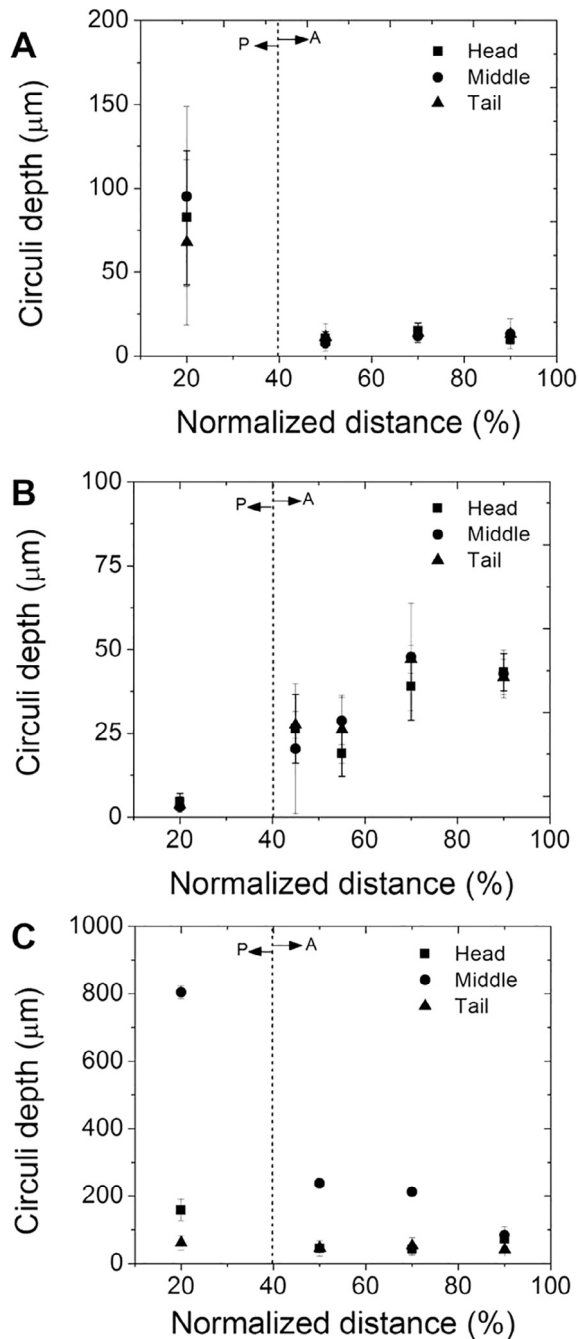 A
200
P
A
Head
Middle
Tail
150
100
50
0
Circuli depth (μm)
20
40
60
80
100
Normalized distance (%)
B
100
P
A
Head
Middle
Tail
75
50
25
0
Circuli depth (μm)
0
20
40
60
80
100
Normalized distance (%)
C
1000
P
A
Head
Middle
Tail
800
600
400
200
0
Circuli depth (μm)
20
40
60
80
100
Normalized distance (%)